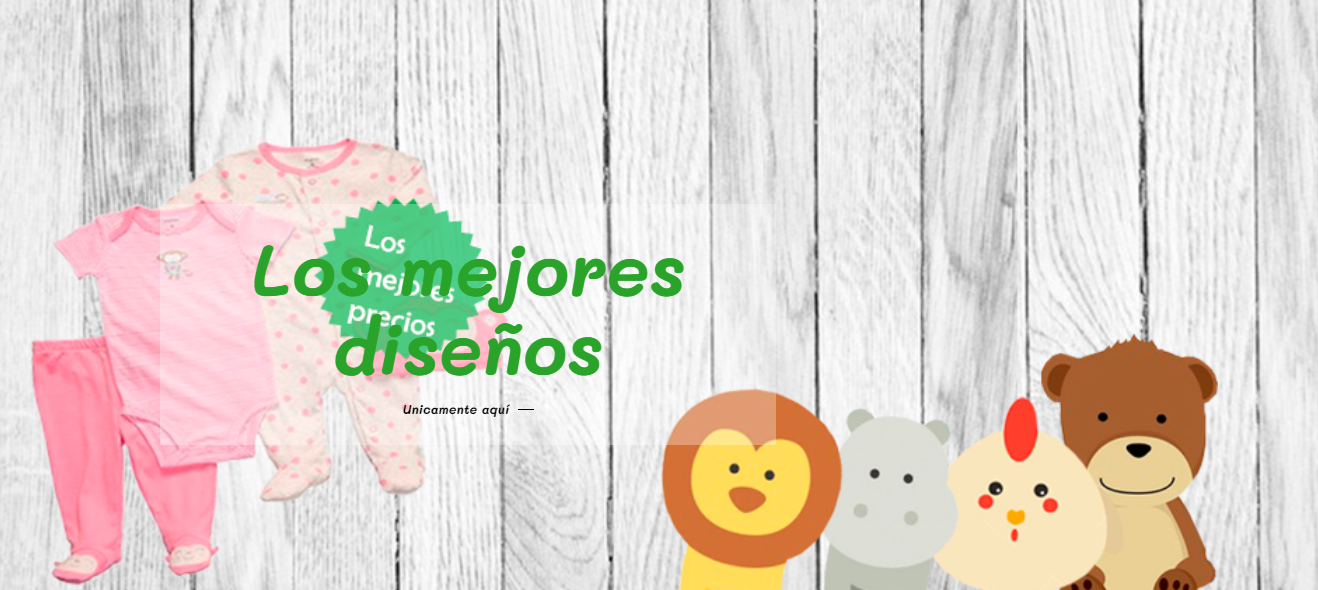 Los
mejores
precios
Los mejores
diseños
Unicamente aquí